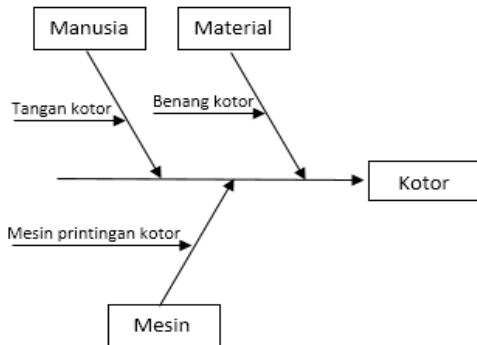 Manusia
Material
Tangan kotor
Benang kotor
Kotor
Mesin printingan kotor
Mesin